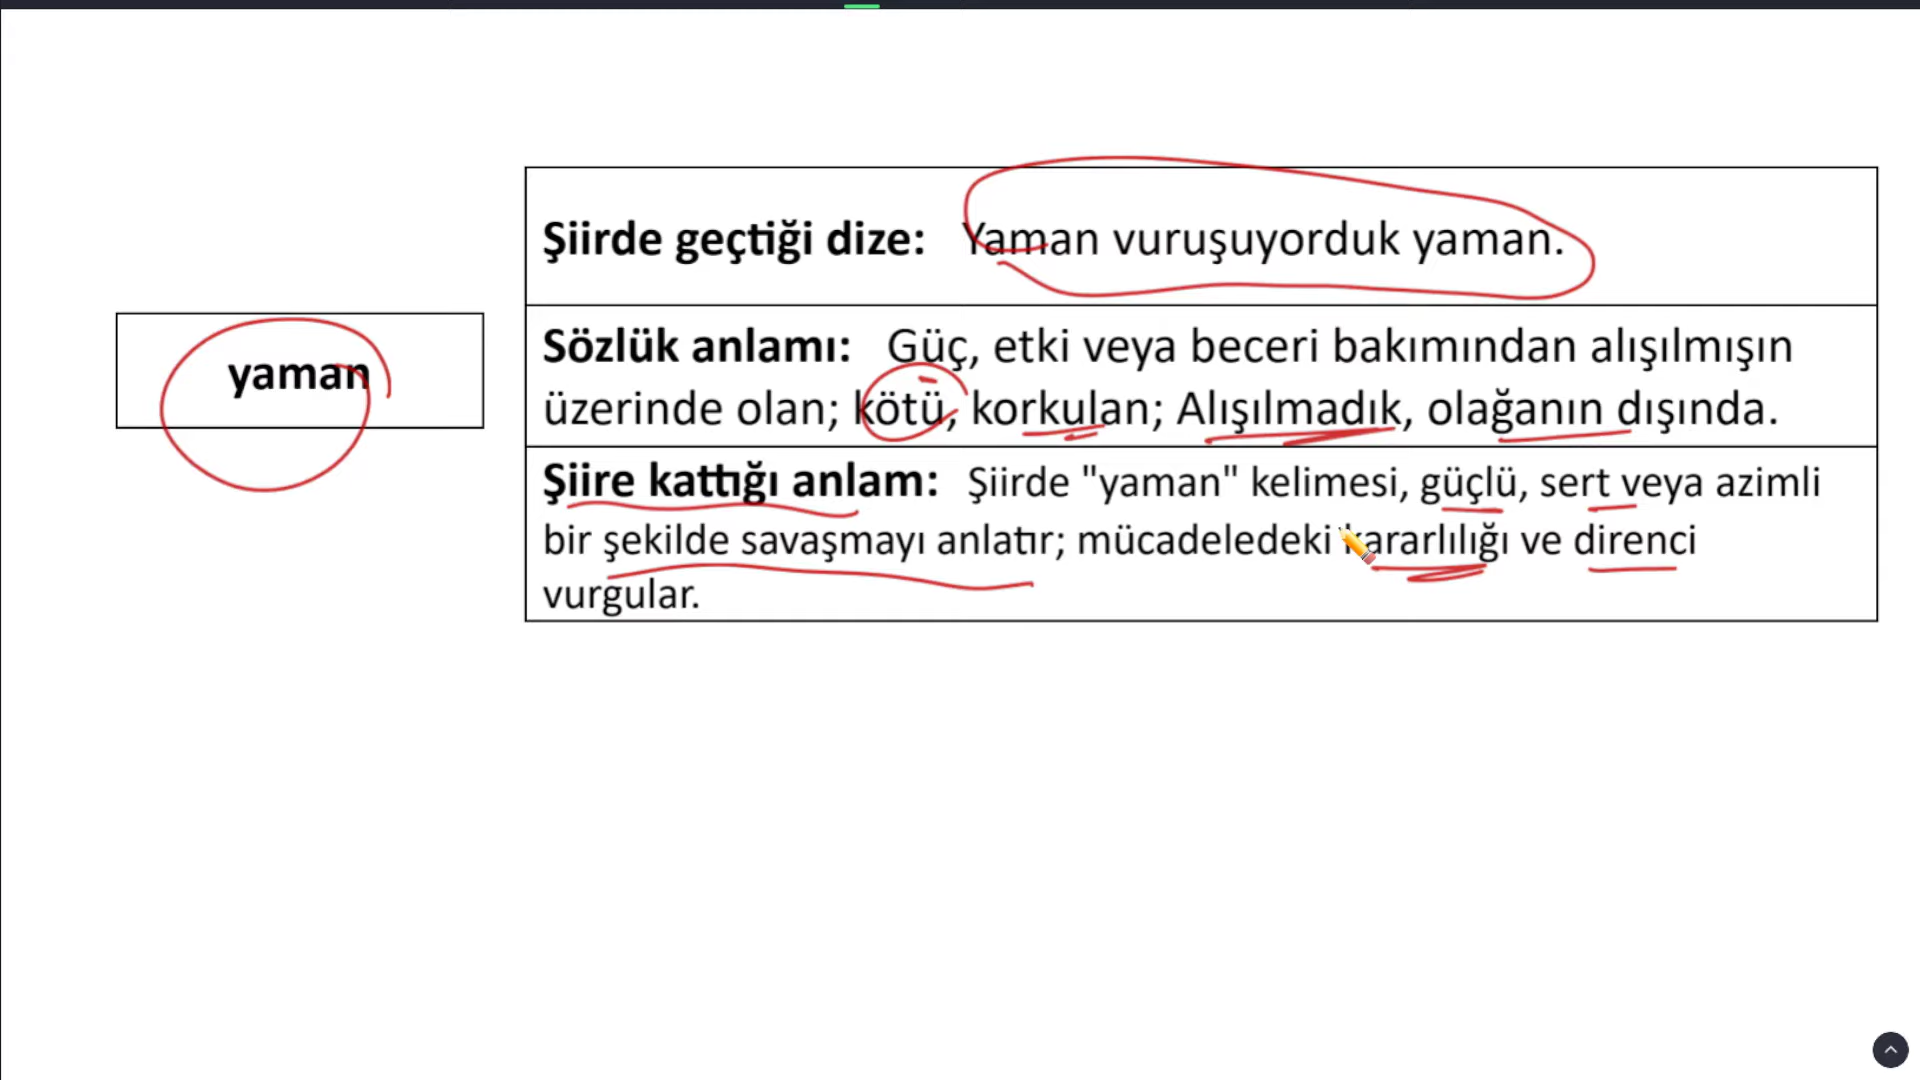 yaman
Şiirde geçtiği dize: Yaman vuruşuyorduk yaman.
Sözlük anlamı: Güç, etki veya beceri bakımından alışılmışın
üzerinde olan; kötü, korkulan; Alışılmadık, olağanın dışında.
Şiire kattığı anlam: Şiirde "yaman" kelimesi, güçlü, sert veya azimli
bir şekilde savaşmayı anlatır; mücadeledeki kararlılığı ve direnci
vurgular.